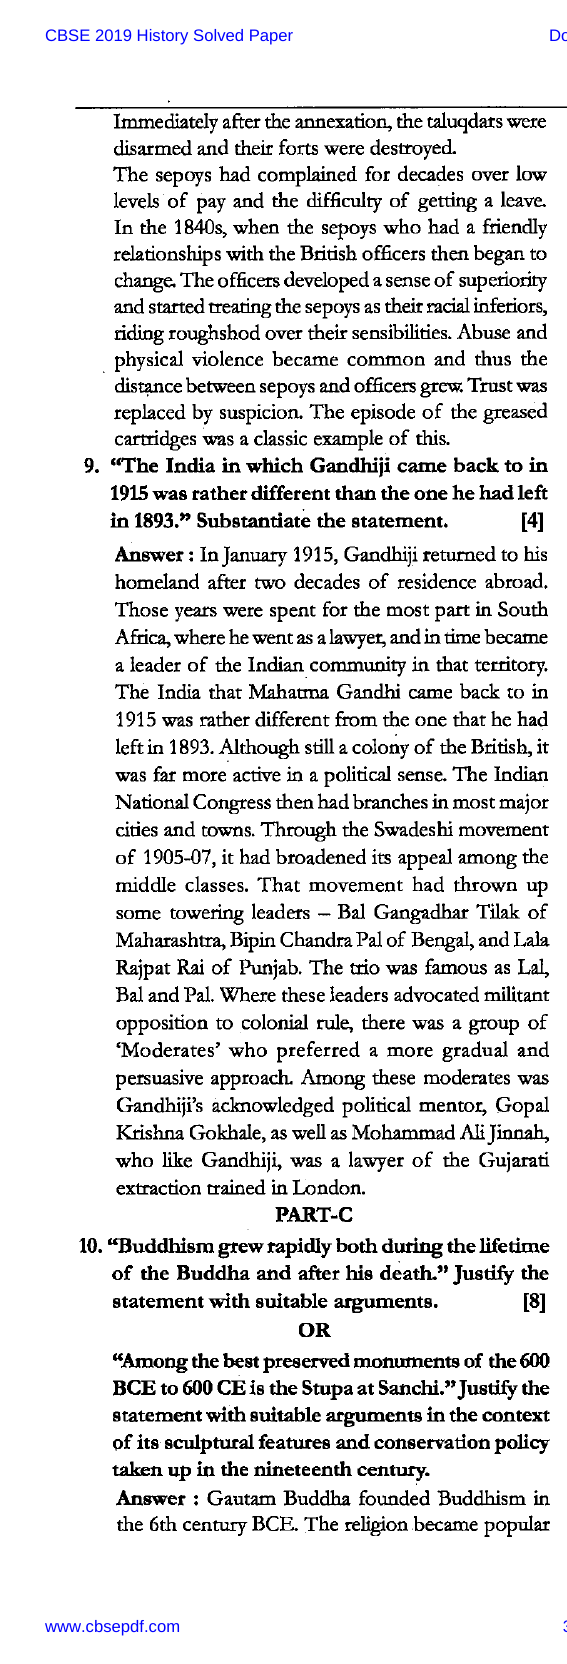 CBSE 2019 History Solved Paper
Do
Immediately after the annexation, the taluqdars were
disarmed and their forts were destroyed.
The sepoys had complained for decades over low
levels of pay and the difficulty of getting a leave.
In the 1840s, when the sepoys who had a friendly
relationships with the British officers then began to
change. The officers developed a sense of superiority
and started treating the sepoys as their racial inferiors,
riding roughshod over their sensibilities. Abuse and
physical violence became common and thus the
distance between sepoys and officers grew. Trust was
replaced by suspicion. The episode of the greased
cartridges was a classic example of this.
9. “The India in which Gandhiji came back to in
1915 was rather different than the one he had left
in 1893.” Substantiate the statement. [4]
Answer : In January 1915, Gandhiji returned to his
homeland after two decades of residence abroad.
Those years were spent for the most part in South
Africa, where he went as a lawyer, and in time became
a leader of the Indian community in that territory.
The India that Mahatma Gandhi came back to in
1915 was rather different from the one that he had
left in 1893. Although still a colony of the British, it
was far more active in a political sense. The Indian
National Congress then had branches in most major
cities and towns. Through the Swadeshi movement
of 1905-07, it had broadened its appeal among the
middle classes. That movement had thrown up
some towering leaders – Bal Gangadhar Tilak of
Maharashtra, Bipin Chandra Pal of Bengal, and Lala
Rajpat Rai of Punjab. The trio was famous as Lal,
Bal and Pal. Where these leaders advocated militant
opposition to colonial rule, there was a group of
‘Moderates’ who preferred a more gradual and
persuasive approach. Among these moderates was
Gandhiji’s acknowledged political mentor, Gopal
Krishna Gokhale, as well as Mohammad Ali Jinnah,
who like Gandhiji, was a lawyer of the Gujarati
extraction trained in London.
PART-C
10. “Buddhism grew rapidly both during the lifetime
of the Buddha and after his death.” Justify the
statement with suitable arguments. [8]
OR
“Among the best preserved monuments of the 600
BCE to 600 CE is the Stupa at Sanchi.” Justify the
statement with suitable arguments in the context
of its sculptural features and conservation policy
taken up in the nineteenth century.
Answer : Gautam Buddha founded Buddhism in
the 6th century BCE. The religion became popular
www.cbsepdf.com